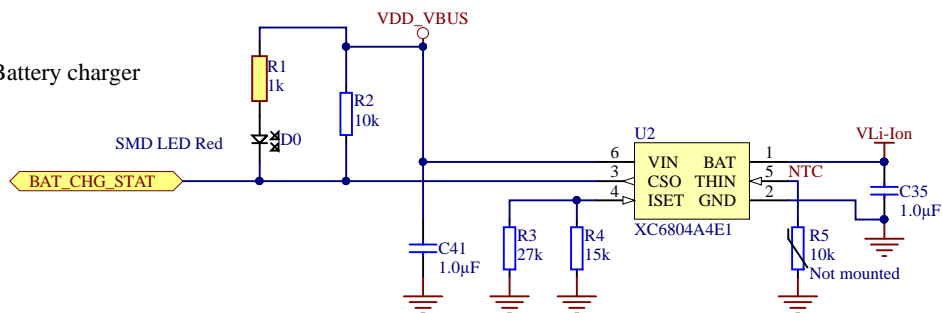 VDD_VBUS
Battery charger
R1
1k
R2
10k
SMD LED Red
D0
BAT_CHG_STAT
U2
6
3
4
VIN
CSO
ISET
BAT
THIN
GND
1
5
2
XC6804A4E1
NTC
VLi-Ion
C35
1.0µF
R3
27k
R4
15k
R5
10k
Not mounted
C41
1.0µF